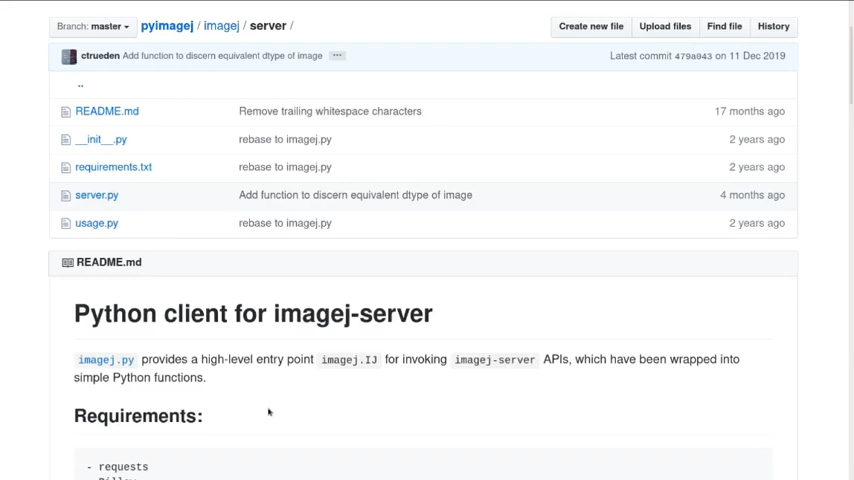 Branch: master pyimagej / imagej / server / Create new file Upload files Find file History
ctrueden Add function to discern equivalent dtype of image ··· Latest commit 479a043 on 11 Dec 2019
..
README.md Remove trailing whitespace characters 17 months ago
__init__.py rebase to imagej.py 2 years ago
requirements.txt rebase to imagej.py 2 years ago
server.py Add function to discern equivalent dtype of image 4 months ago
usage.py rebase to imagej.py 2 years ago
README.md
Python client for imagej-server
imagej.py provides a high-level entry point imagej.IJ for invoking imagej-server APIs, which have been wrapped into
simple Python functions.
Requirements:
- requests